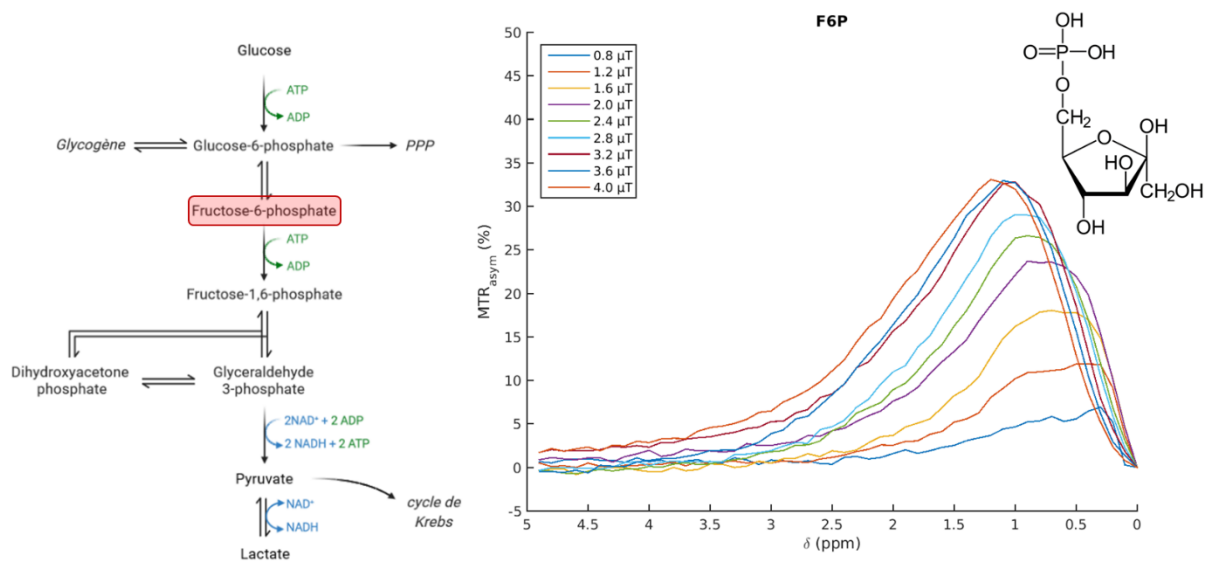 Glucose
ATP
ADP
Glycogène
Glucose-6-phosphate
PPP
Fructose-6-phosphate
ATP
ADP
Fructose-1,6-phosphate
Dihydroxyacetone
phosphate
Glyceraldehyde
3-phosphate
2NAD⁺ + 2 ADP
2 NADH + 2 ATP
Pyruvate
NAD⁺
NADH
cycle de
Krebs
Lactate
F6P
50
45
40
35
30
25
20
15
10
5
0
-5
MTRasym (%)
0.8 μT
1.2 μT
1.6 μT
2.0 μT
2.4 μT
2.8 μT
3.2 μT
3.6 μT
4.0 μT
5
4.5
4
3.5
3
2.5
2
1.5
1
0.5
0
δ (ppm)
OH
O=P-OH
O
CH2
O
OH
HO
CH2OH
OH